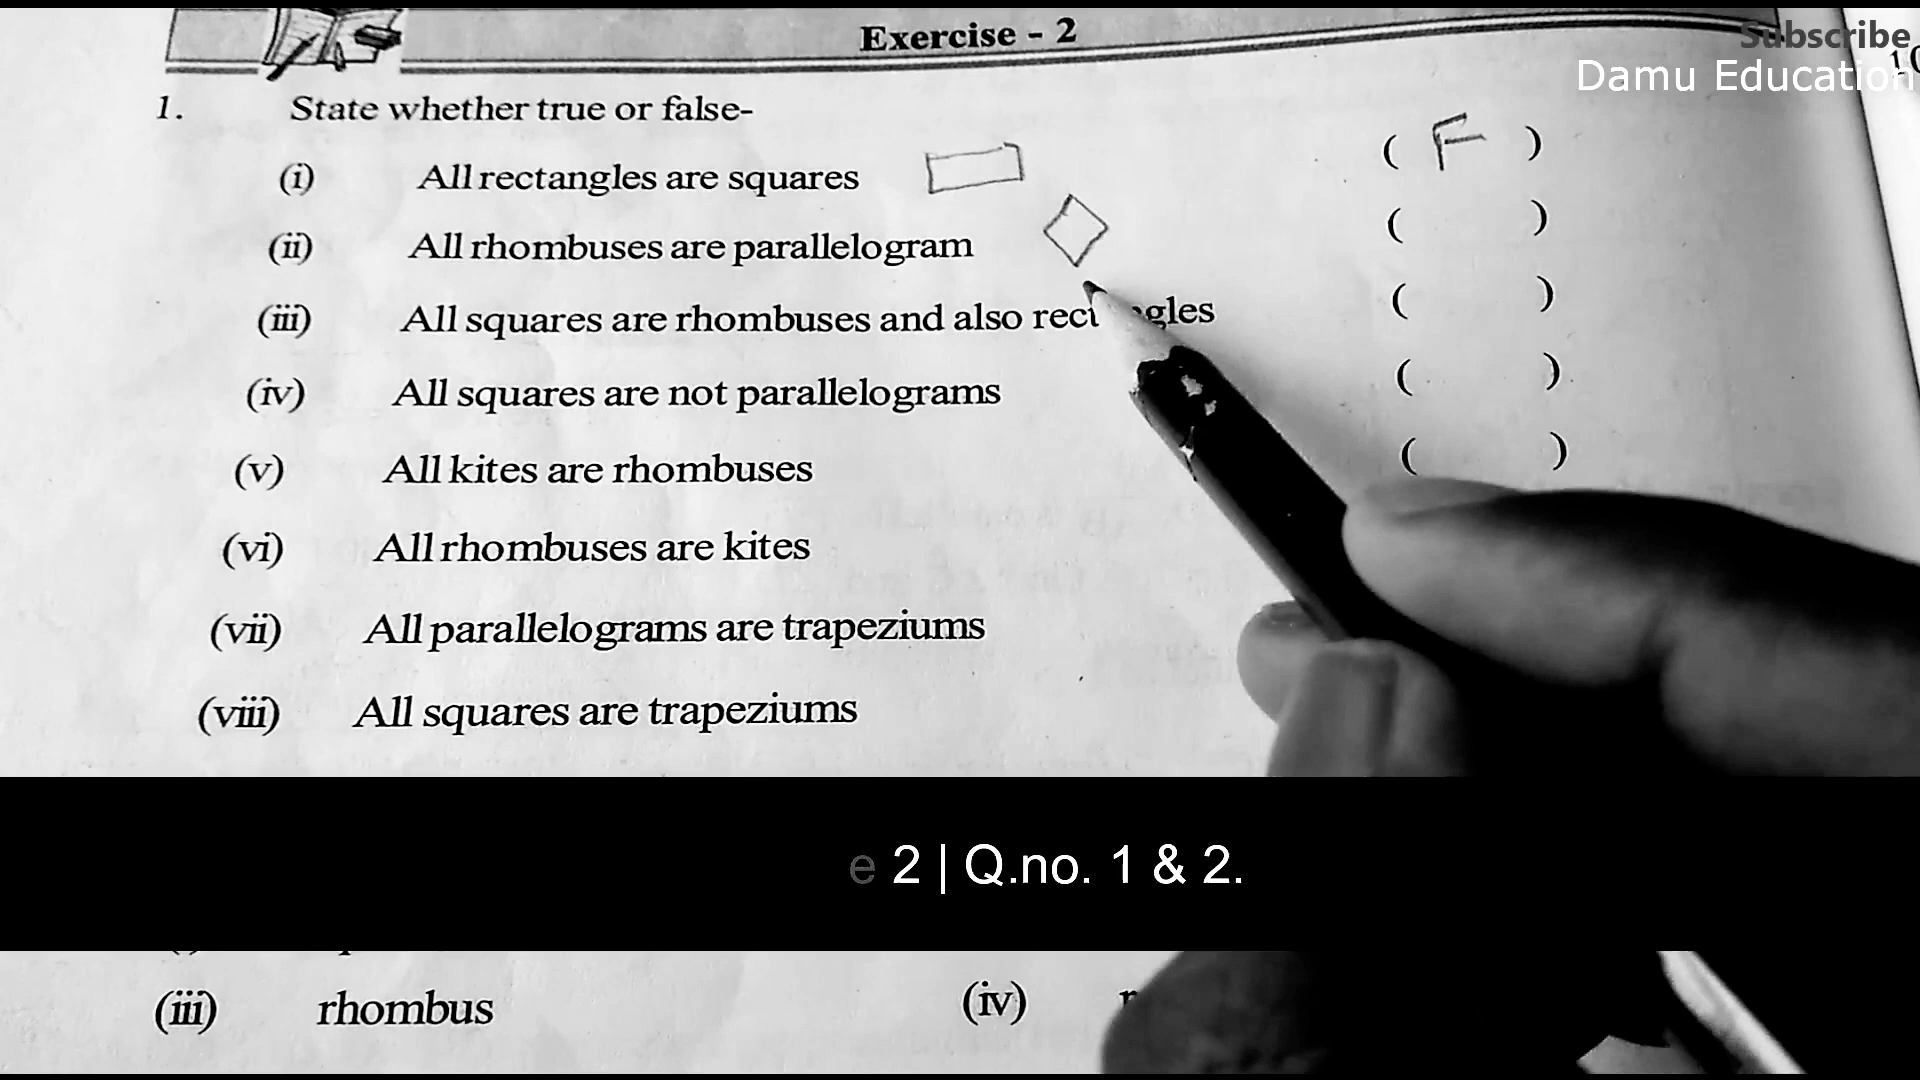 Exercise - 2
Subscribe
Damu Education
10
1. State whether true or false-
(i) All rectangles are squares ( F )
(ii) All rhombuses are parallelogram ( )
(iii) All squares are rhombuses and also rectangles ( )
(iv) All squares are not parallelograms ( )
(v) All kites are rhombuses ( )
(vi) All rhombuses are kites
(vii) All parallelograms are trapeziums
(viii) All squares are trapeziums
e 2 | Q.no. 1 & 2.
(iii) rhombus (iv)